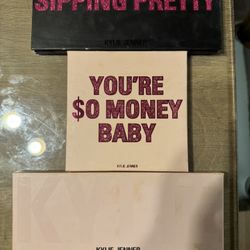 SIPPING PRETTY
KYLIE JENNER
YOU'RE
$O MONEY
BABY
KYLIE JENNER
KYLIE JENNER